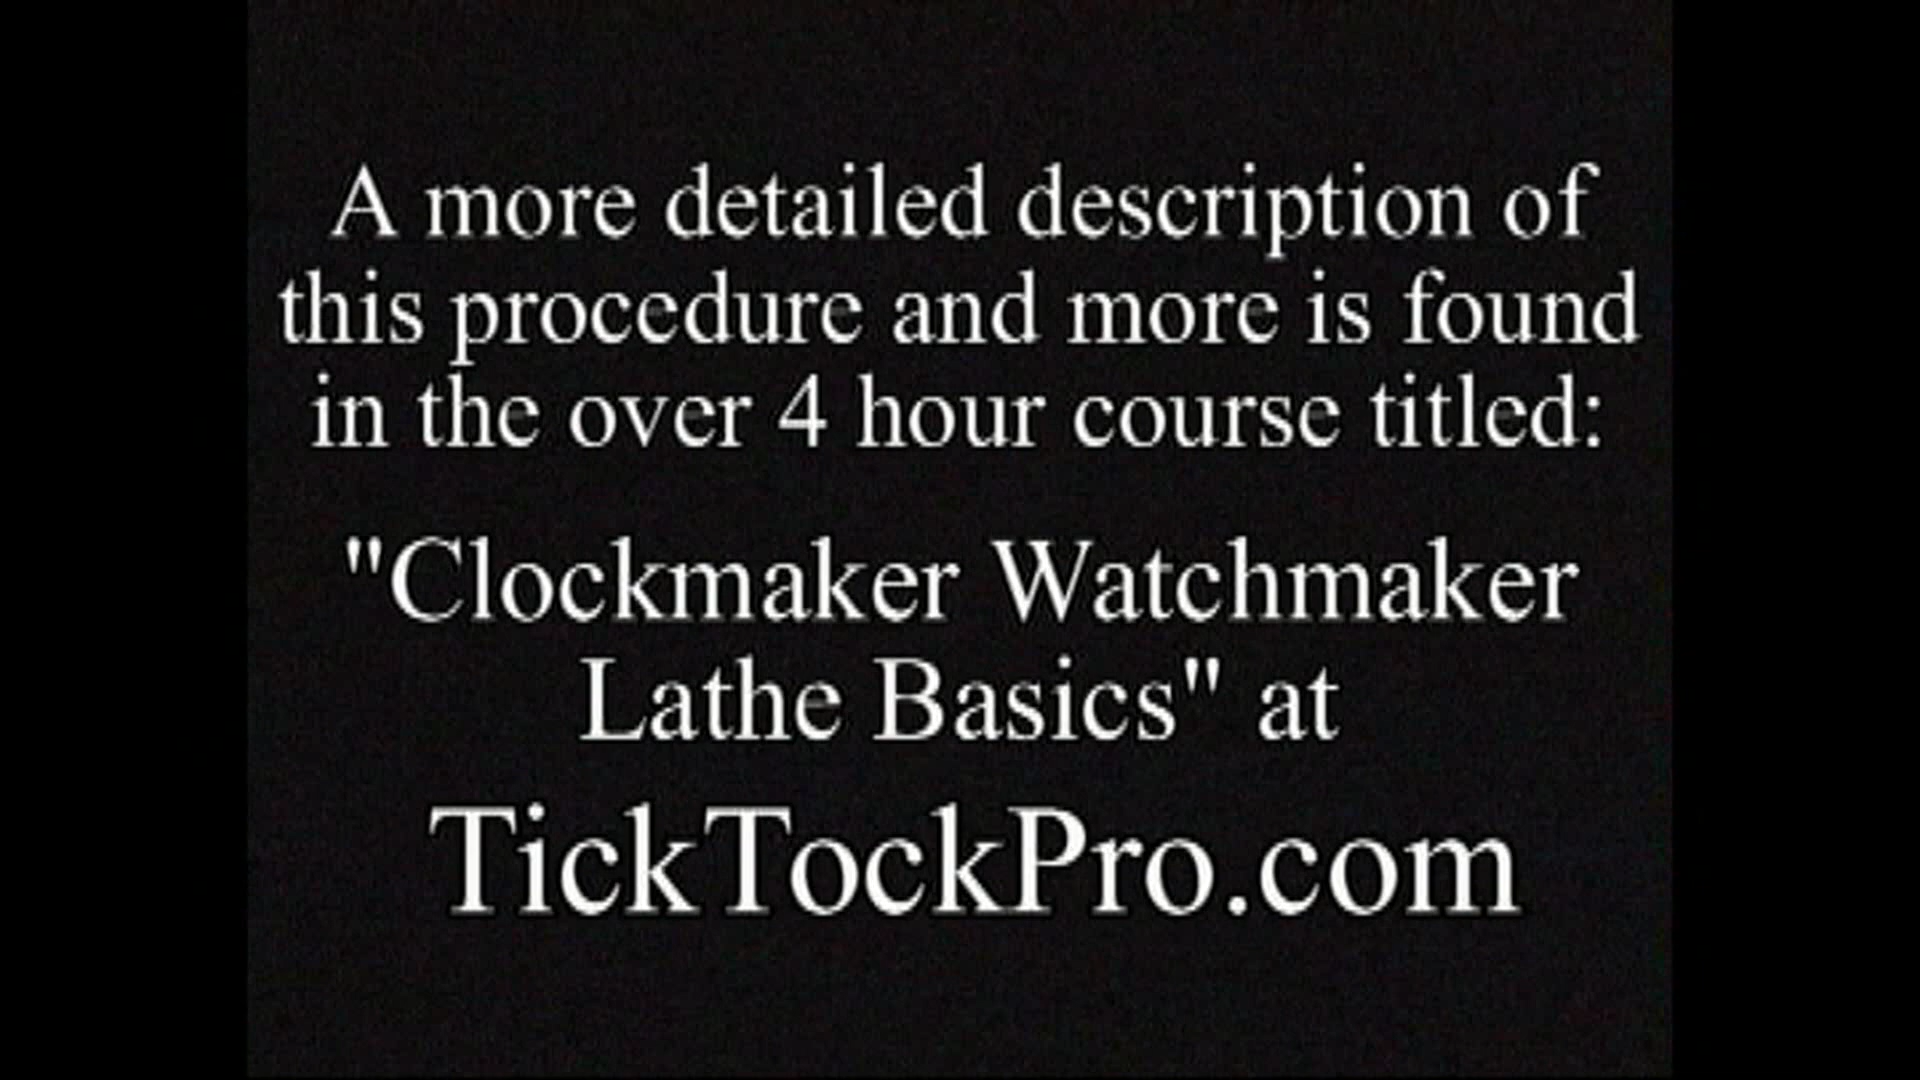 A more detailed description of
this procedure and more is found
in the over 4 hour course titled:
"Clockmaker Watchmaker
Lathe Basics" at
TickTockPro.com